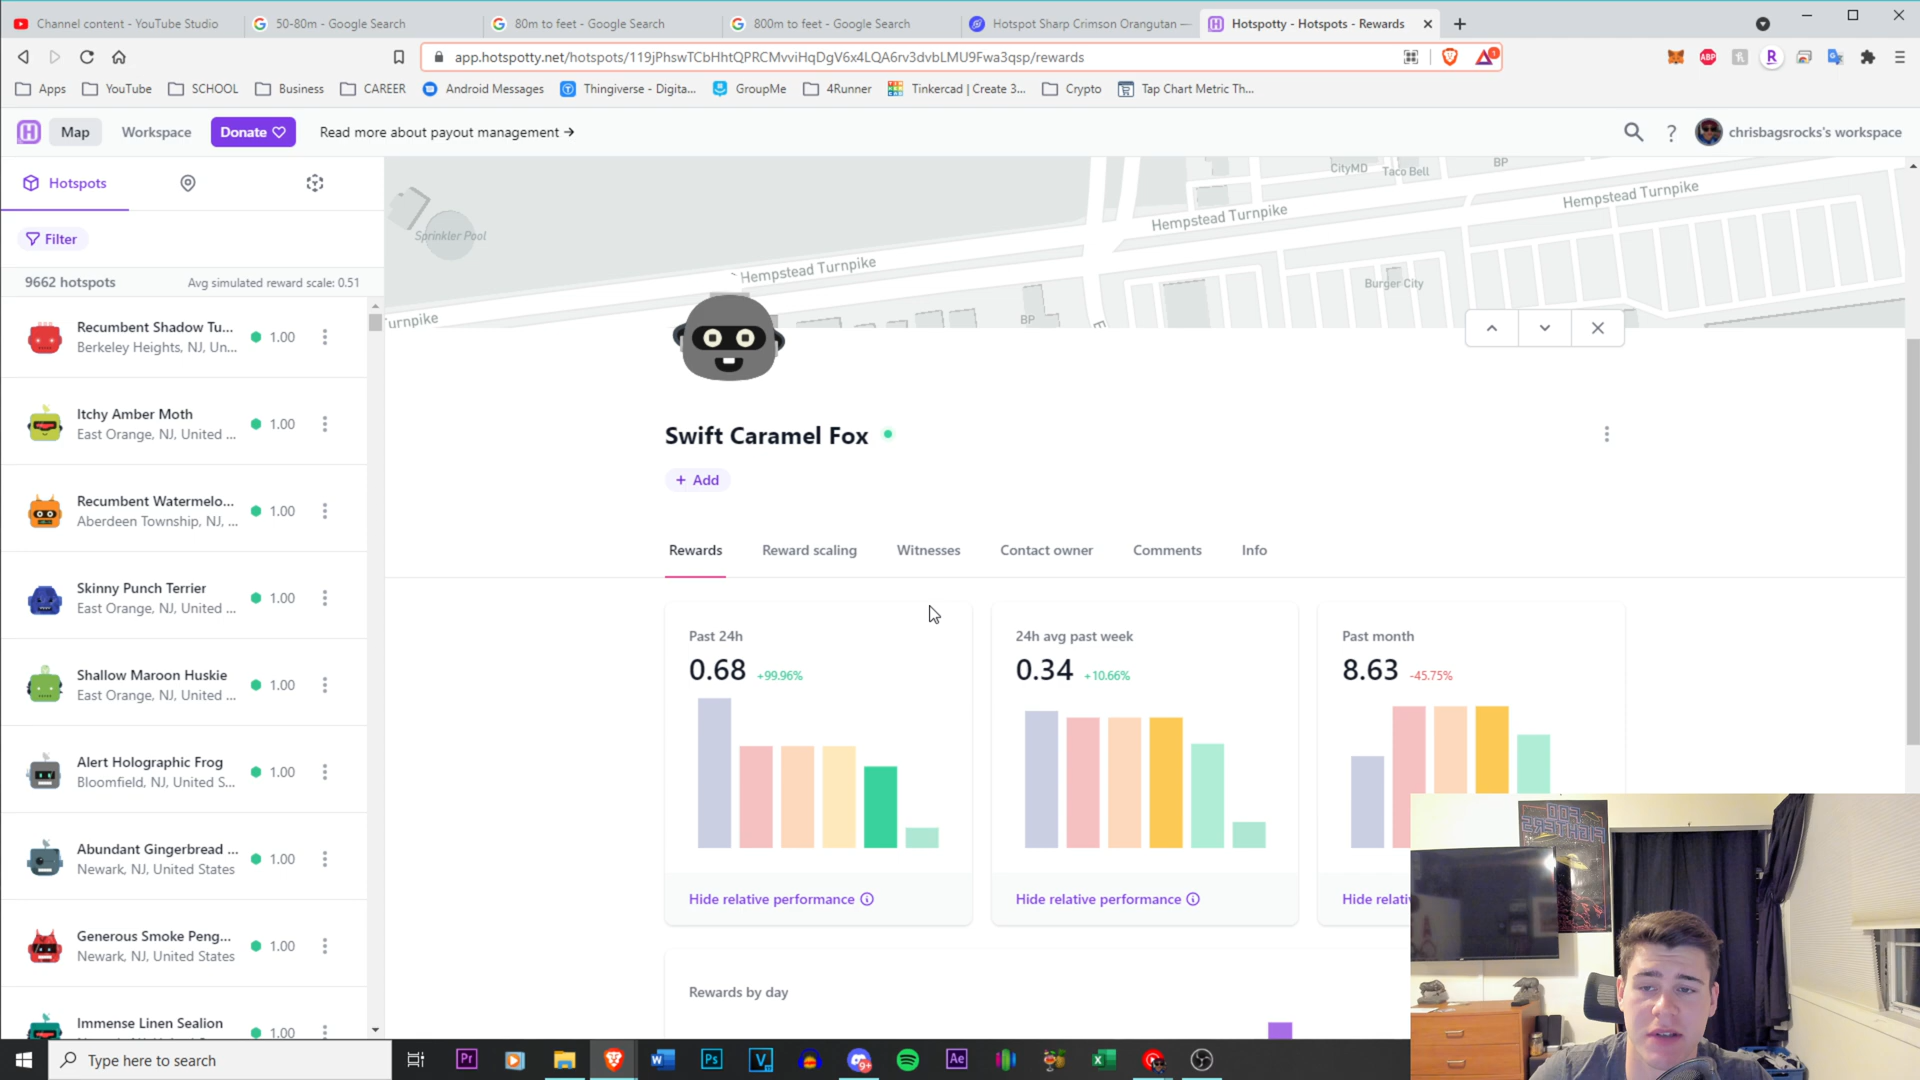 Channel content - YouTube Studio
50-80m - Google Search
80m to feet - Google Search
800m to feet - Google Search
Hotspot Sharp Crimson Orangutan —
Hotspotty - Hotspots - Rewards
app.hotspotty.net/hotspots/119jPhswTCbHhtQPRCMvviHqDgV6x4LQA6rv3dvbLMU9Fwa3qsp/rewards
Apps
YouTube
SCHOOL
Business
CAREER
Android Messages
Thingiverse - Digita...
GroupMe
4Runner
Tinkercad | Create 3...
Crypto
Tap Chart Metric Th...
Map
Workspace
Donate
Read more about payout management →
chrisbagsrocks's workspace
Hotspots
Filter
9662 hotspots
Avg simulated reward scale: 0.51
Recumbent Shadow Tu...
Berkeley Heights, NJ, Un...
1.00
Itchy Amber Moth
East Orange, NJ, United ...
1.00
Recumbent Watermelo...
Aberdeen Township, NJ, ...
1.00
Skinny Punch Terrier
East Orange, NJ, United ...
1.00
Shallow Maroon Huskie
East Orange, NJ, United ...
1.00
Alert Holographic Frog
Bloomfield, NJ, United S...
1.00
Abundant Gingerbread ...
Newark, NJ, United States
1.00
Generous Smoke Peng...
Newark, NJ, United States
1.00
Immense Linen Sealion
1.00
CityMD
Taco Bell
BP
Hempstead Turnpike
Hempstead Turnpike
Sprinkler Pool
Hempstead Turnpike
Burger City
urnpike
BP
Swift Caramel Fox
+ Add
Rewards
Reward scaling
Witnesses
Contact owner
Comments
Info
Past 24h
0.68 +99.96%
Hide relative performance
24h avg past week
0.34 +10.66%
Hide relative performance
Past month
8.63 -45.75%
Hide relati
Rewards by day
FOO
FIGHTERS
Type here to search